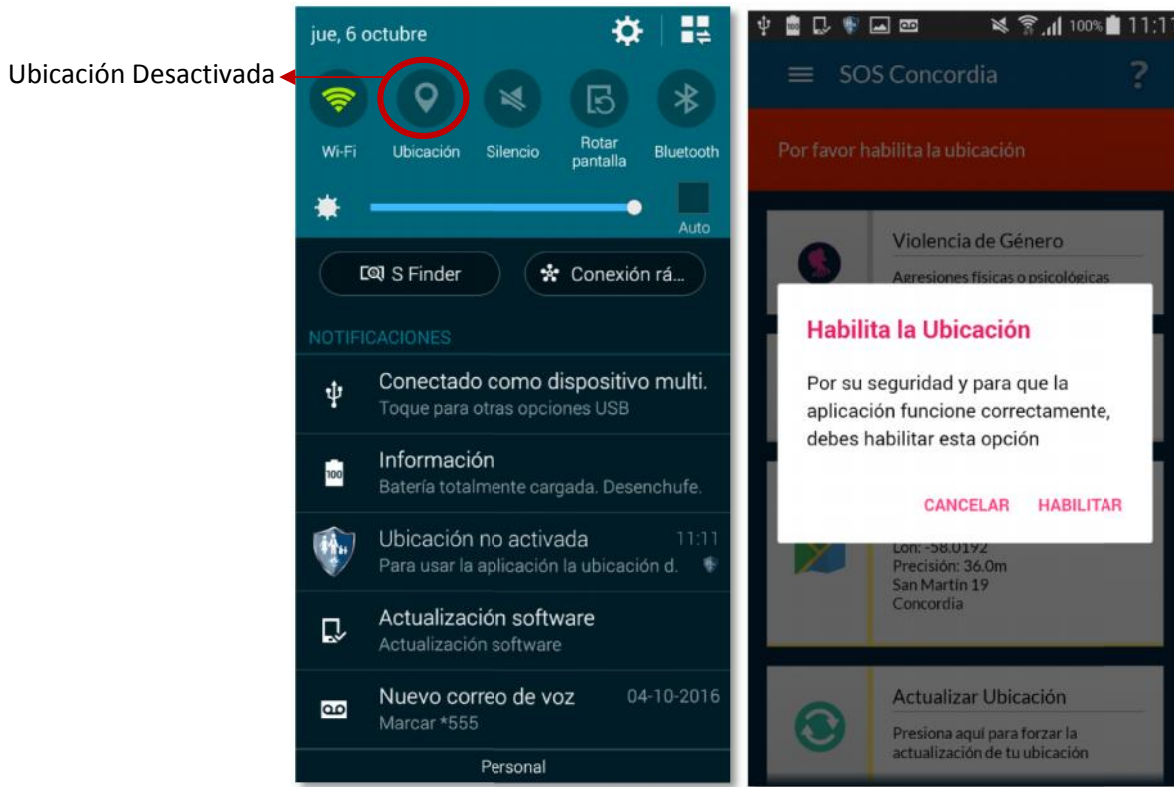 Ubicación Desactivada
jue, 6 octubre
Wi-Fi
Ubicación
Silencio
Rotar
pantalla
Bluetooth
Auto
S Finder
Conexión rá...
NOTIFICACIONES
Conectado como dispositivo multi.
Toque para otras opciones USB
100
Información
Batería totalmente cargada. Desenchufe.
Ubicación no activada 11:11
Para usar la aplicación la ubicación d.
Actualización software
Actualización software
Nuevo correo de voz 04-10-2016
Marcar *555
Personal
100 100% 11:11
SOS Concordia ?
Por favor habilita la ubicación
Violencia de Género
Agresiones físicas o psicológicas
Habilita la Ubicación
Por su seguridad y para que la
aplicación funcione correctamente,
debes habilitar esta opción
CANCELAR HABILITAR
Lon: -58.0192
Precisión: 36.0m
San Martín 19
Concordia
Actualizar Ubicación
Presiona aquí para forzar la
actualización de tu ubicación